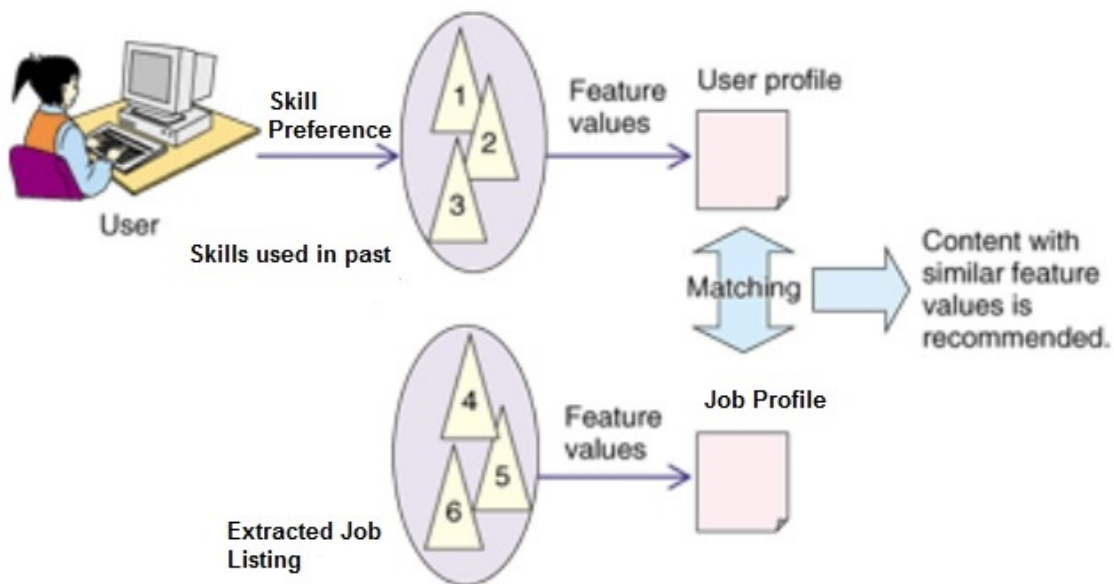 Skill
Preference
User
Skills used in past
1
2
3
Feature
values
User profile
Matching
Content with
similar feature
values is
recommended.
Extracted Job
Listing
4
5
6
Feature
values
Job Profile